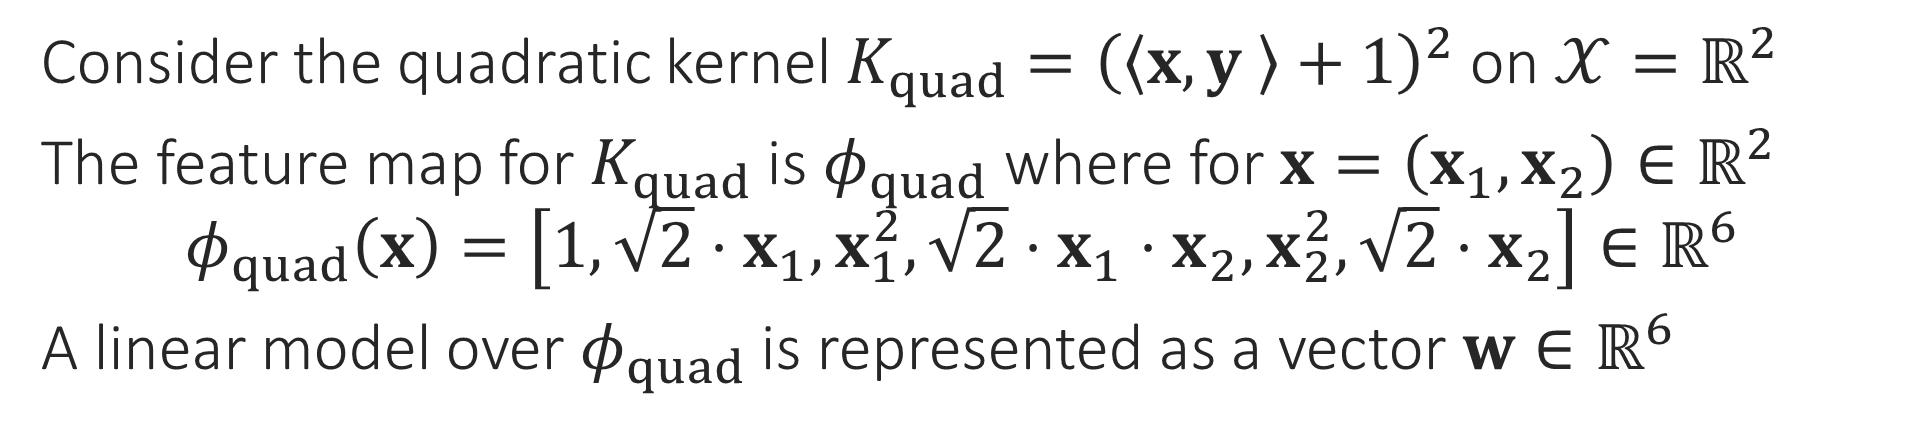 Consider the quadratic kernel K_quad = (⟨𝐱, 𝐲 ⟩ + 1)² on 𝒳 = ℝ²
The feature map for K_quad is ϕ_quad where for 𝐱 = (𝐱₁, 𝐱₂) ∈ ℝ²
ϕ_quad(𝐱) = [1, √2 · 𝐱₁, 𝐱₁², √2 · 𝐱₁ · 𝐱₂, 𝐱₂², √2 · 𝐱₂] ∈ ℝ⁶
A linear model over ϕ_quad is represented as a vector 𝐰 ∈ ℝ⁶